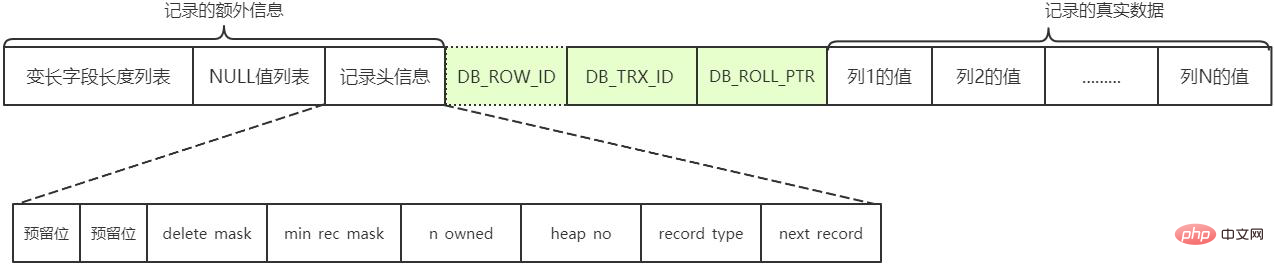 记录的额外信息 记录的真实数据
变长字段长度列表 NULL值列表 记录头信息 DB_ROW_ID DB_TRX_ID DB_ROLL_PTR 列1的值 列2的值 ......... 列N的值
预留位 预留位 delete mask min rec mask n owned heap no record type next record
php 中文网